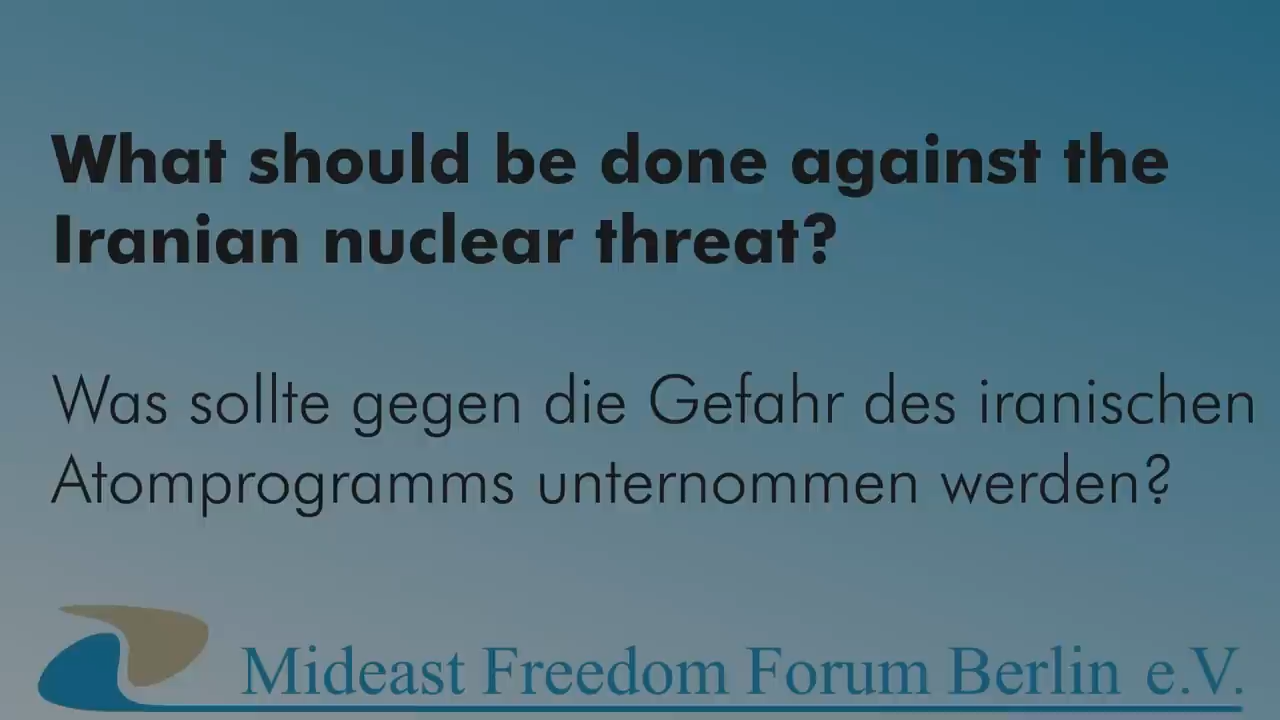 What should be done against the
Iranian nuclear threat?
Was sollte gegen die Gefahr des iranischen
Atomprogramms unternommen werden?
Mideast Freedom Forum Berlin e.V.